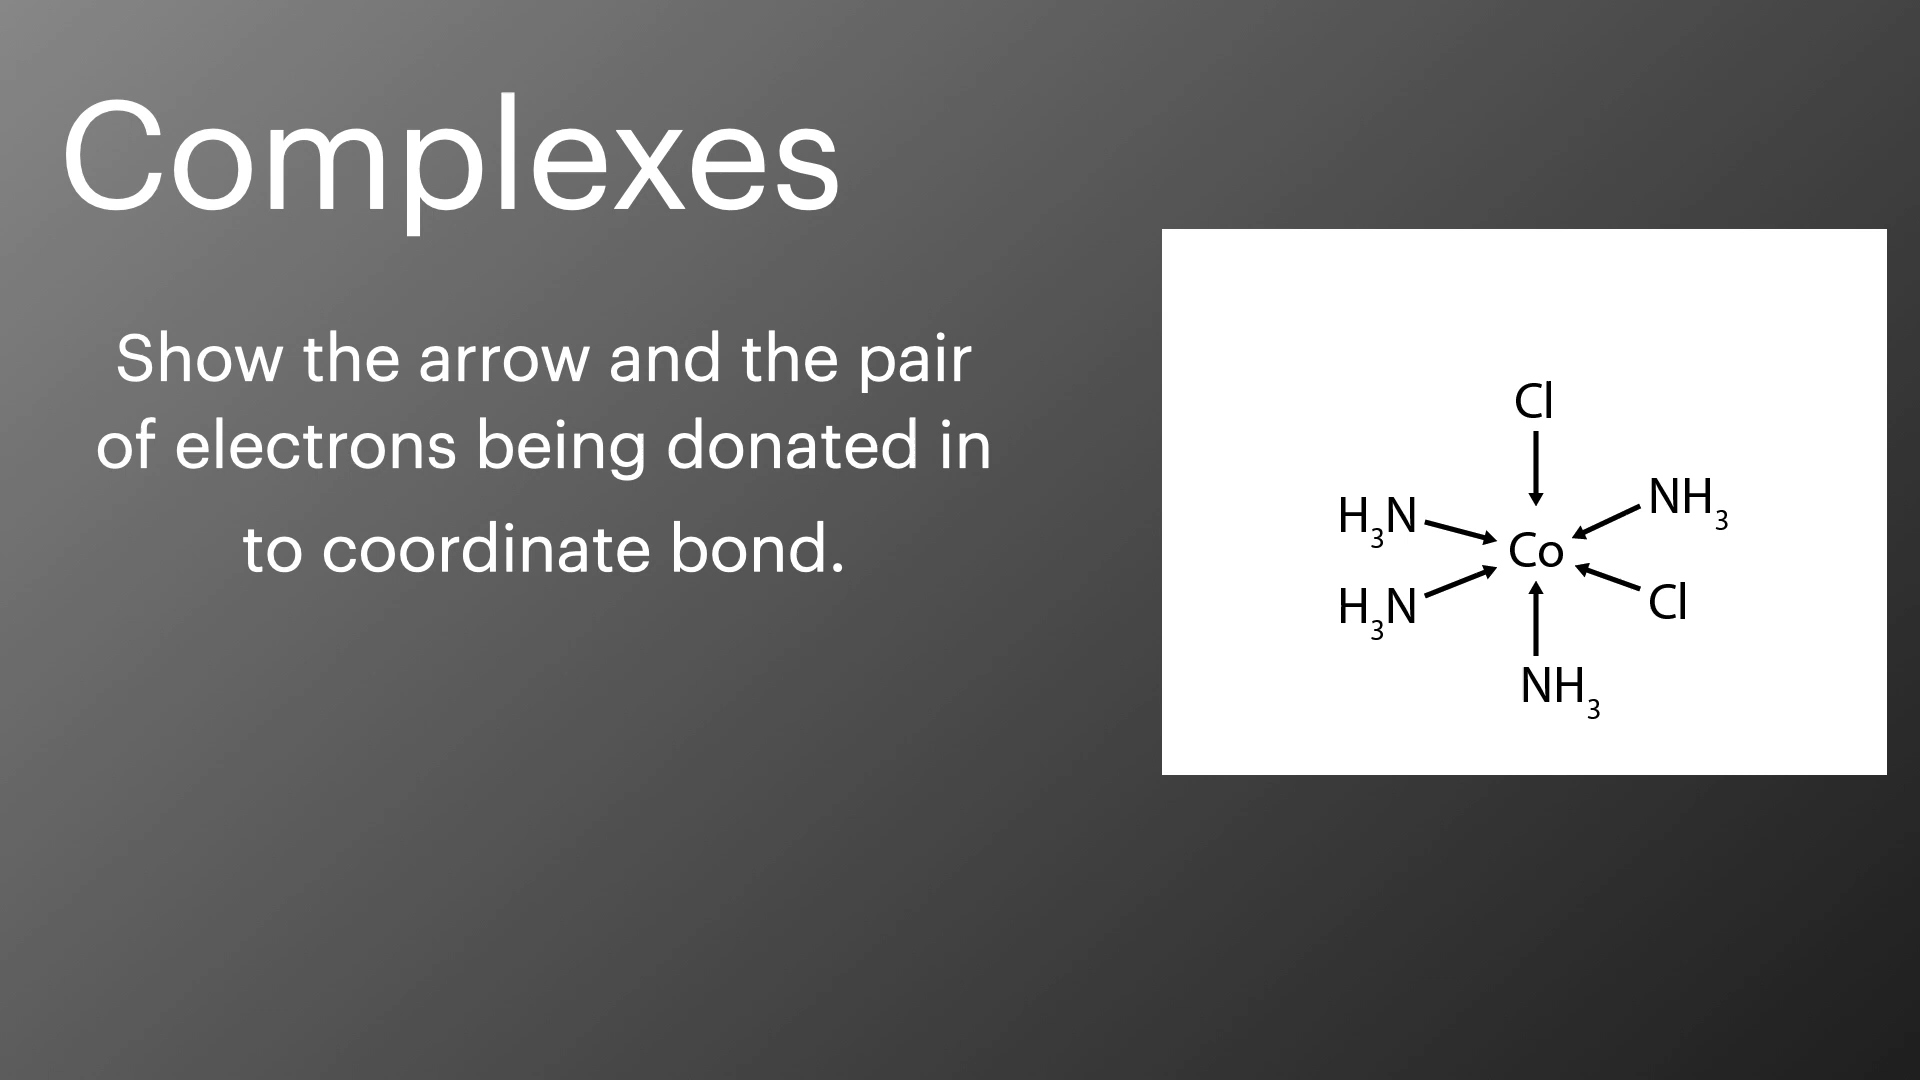 Complexes
Show the arrow and the pair
of electrons being donated in
to coordinate bond.
Cl
H₃N
NH₃
Co
H₃N
Cl
NH₃